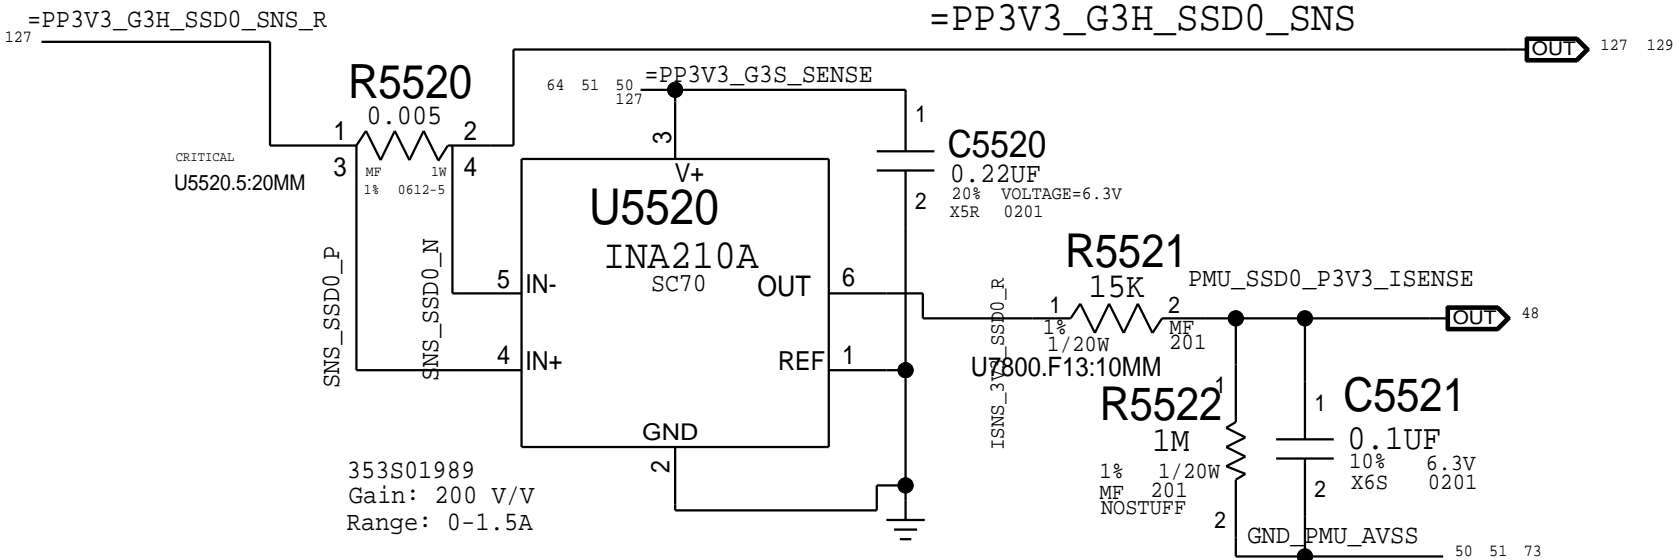 =PP3V3_G3H_SSD0_SNS_R
127
=PP3V3_G3H_SSD0_SNS
OUT 127 129
R5520
0.005
1 2
3 4
MF 1W
1% 0612-5
CRITICAL
U5520.5:20MM
64 51 50
127
=PP3V3_G3S_SENSE
3
V+
U5520
INA210A
SC70
5 IN-
4 IN+
OUT 6
REF 1
GND
2
SNS_SSD0_P
SNS_SSD0_N
1
C5520
0.22UF
20% VOLTAGE=6.3V
X5R 0201
2
R5521
15K
1 2
1% MF
1/20W 201
U7800.F13:10MM
ISNS_3V3_SSD0_R
PMU_SSD0_P3V3_ISENSE
OUT 48
1
R5522
1M
1% 1/20W
MF 201
NOSTUFF
2
1
C5521
0.1UF
10% 6.3V
X6S 0201
2
GND_PMU_AVSS
50 51 73
353S01989
Gain: 200 V/V
Range: 0-1.5A